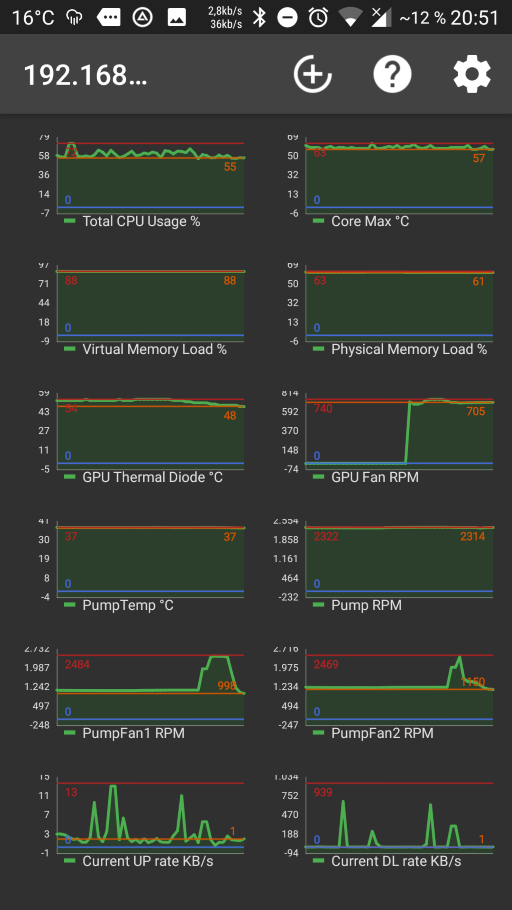 16°C 2,8kb/s 36kb/s ~12 % 20:51
192.168...
79 58 36 14 -7 0 55
Total CPU Usage %
69 50 32 13 -6 63 0 57
Core Max °C
97 71 44 18 -9 88 0 88
Virtual Memory Load %
69 50 32 13 -6 63 0 61
Physical Memory Load %
59 43 27 11 -5 54 0 48
GPU Thermal Diode °C
814 592 370 148 -74 740 0 705
GPU Fan RPM
41 30 19 8 -4 37 0 37
PumpTemp °C
2.554 1.858 1.161 464 -232 2322 0 2314
Pump RPM
2.732 1.987 1.242 497 -248 2484 0 998
PumpFan1 RPM
2.716 1.975 1.234 494 -247 2469 0 1150
PumpFan2 RPM
15 11 7 3 -1 13 0 1
Current UP rate KB/s
1.034 752 470 188 -94 939 0 1
Current DL rate KB/s